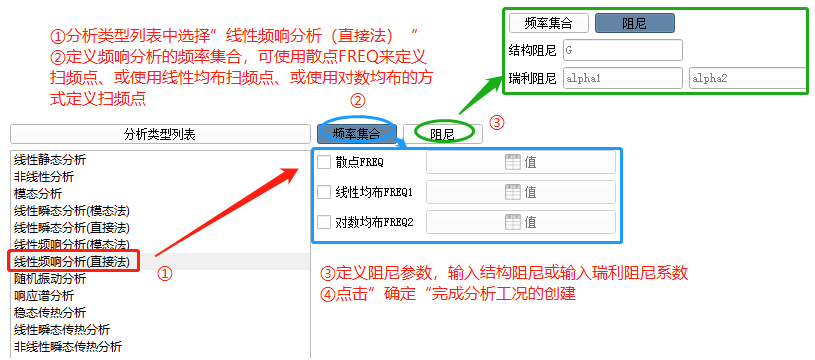 ①分析类型列表中选择”线性频响分析（直接法）“
②定义频响分析的频率集合，可使用散点FREQ来定义
扫频点、或使用线性均布扫频点、或使用对数均布的方
式定义扫频点
频率集合 阻尼
结构阻尼 G
瑞利阻尼 alpha1 alpha2
②
③
分析类型列表 频率集合 阻尼
线性静态分析
非线性分析
模态分析
线性瞬态分析(模态法)
线性瞬态分析(直接法)
线性频响分析(模态法)
线性频响分析(直接法)
随机振动分析
响应谱分析
稳态传热分析
线性瞬态传热分析
非线性瞬态传热分析
①
散点FREQ 值
线性均布FREQ1 值
对数均布FREQ2 值
③定义阻尼参数，输入结构阻尼或输入瑞利阻尼系数
④点击”确定“完成分析工况的创建